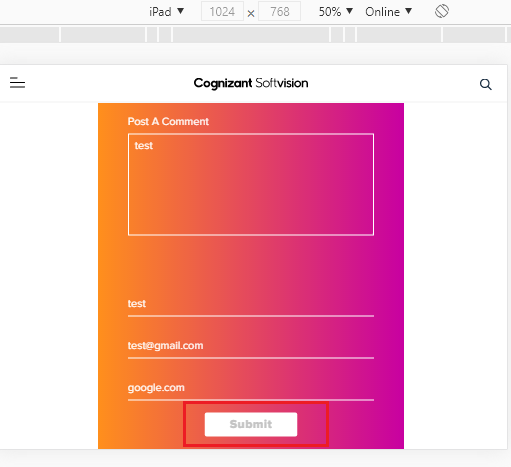 iPad ▼ 1024 × 768 50% ▼ Online ▼
Cognizant Softvision
Post A Comment
test
test
test@gmail.com
google.com
Submit